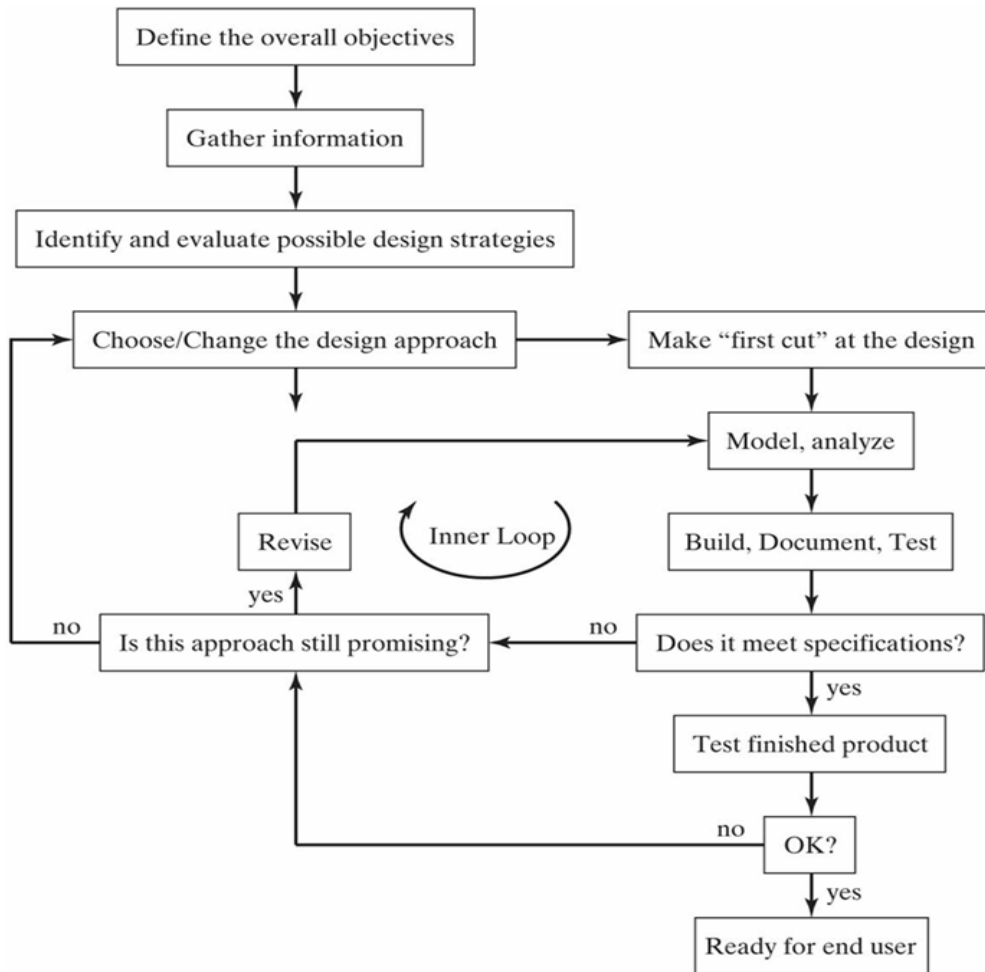 Define the overall objectives
Gather information
Identify and evaluate possible design strategies
Choose/Change the design approach
Make “first cut” at the design
Model, analyze
Revise
Inner Loop
Build, Document, Test
yes
no
Is this approach still promising?
no
Does it meet specifications?
yes
Test finished product
no
OK?
yes
Ready for end user